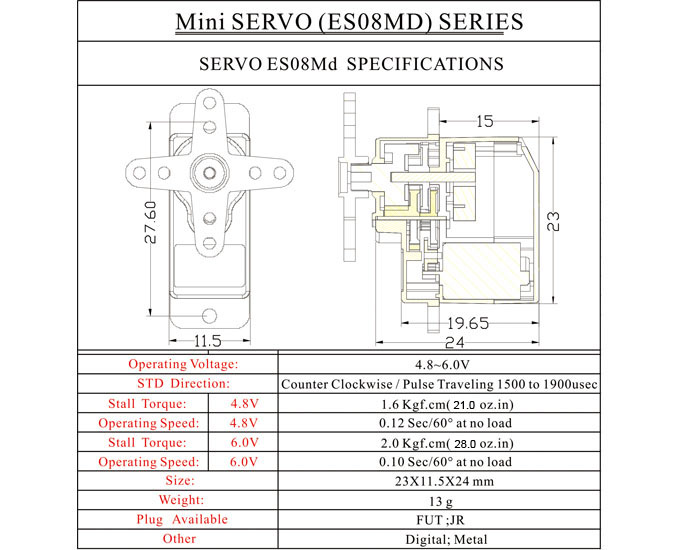 Mini SERVO (ES08MD) SERIES
SERVO ES08Md SPECIFICATIONS
15
27.60
23
19.65
11.5
24
Operating Voltage: 4.8~6.0V
STD Direction: Counter Clockwise / Pulse Traveling 1500 to 1900usec
Stall Torque: 4.8V 1.6 Kgf.cm( 21.0 oz.in)
Operating Speed: 4.8V 0.12 Sec/60° at no load
Stall Torque: 6.0V 2.0 Kgf.cm( 28.0 oz.in)
Operating Speed: 6.0V 0.10 Sec/60° at no load
Size: 23X11.5X24 mm
Weight: 13 g
Plug Available FUT ;JR
Other Digital; Metal